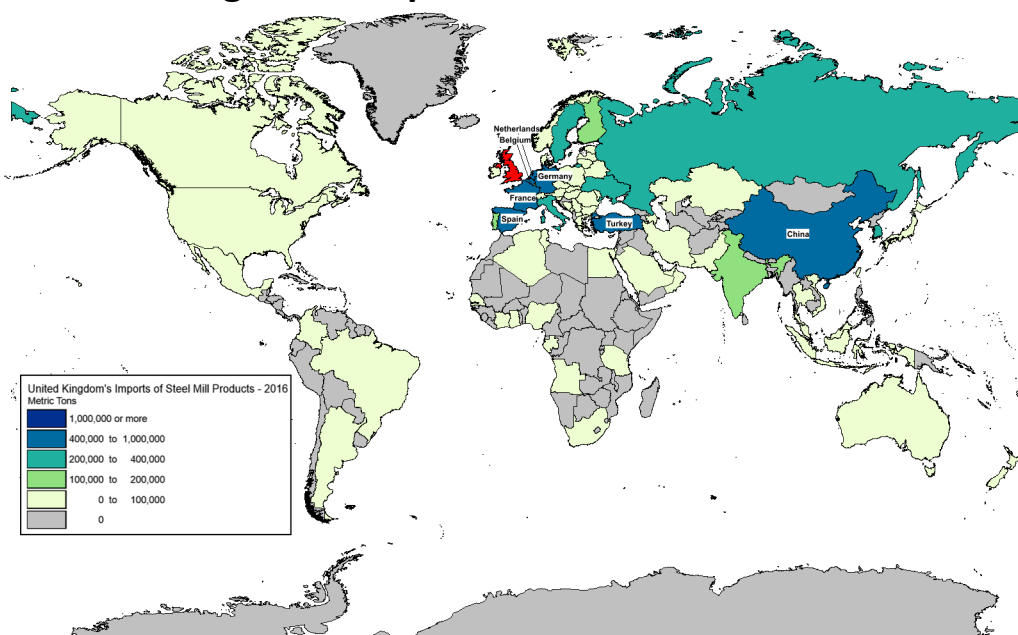 Netherlands
Belgium
Germany
France
Spain
Turkey
China
United Kingdom's Imports of Steel Mill Products - 2016
Metric Tons
1,000,000 or more
400,000 to 1,000,000
200,000 to 400,000
100,000 to 200,000
0 to 100,000
0